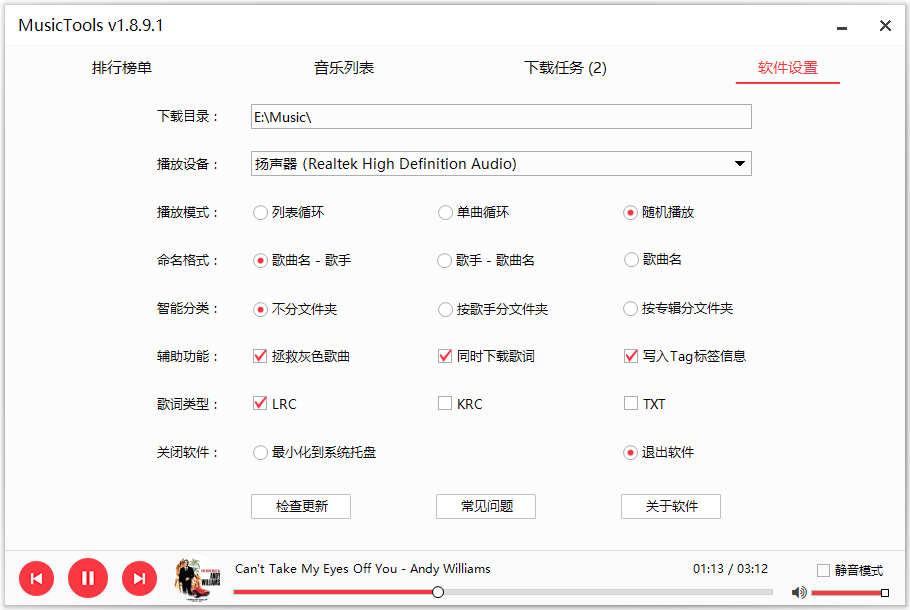 MusicTools v1.8.9.1
排行榜单 音乐列表 下载任务 (2) 软件设置
下载目录： E:\Music\
播放设备： 扬声器 (Realtek High Definition Audio)
播放模式： 列表循环 单曲循环 随机播放
命名格式： 歌曲名 - 歌手 歌手 - 歌曲名 歌曲名
智能分类： 不分文件夹 按歌手分文件夹 按专辑分文件夹
辅助功能： 拯救灰色歌曲 同时下载歌词 写入Tag标签信息
歌词类型： LRC KRC TXT
关闭软件： 最小化到系统托盘 退出软件
检查更新 常见问题 关于软件
ANDY
WILLIAMS
Can't Take My Eyes Off You - Andy Williams 01:13 / 03:12 静音模式